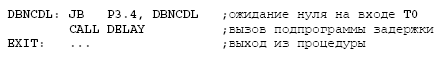 DBNCDL: JB P3.4, DBNCDL ;ожидание нуля на входе T0
CALL DELAY ;вызов подпрограммы задержки
EXIT: ... ;выход из процедуры